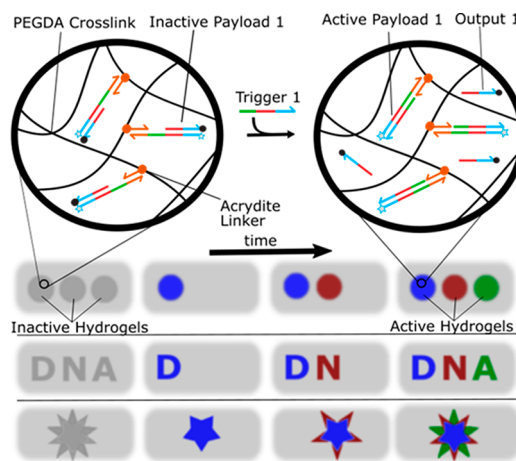 PEGDA Crosslink
Inactive Payload 1
Active Payload 1
Output 1
Trigger 1
Acrydite
Linker
time
Inactive Hydrogels
Active Hydrogels
DNA
D
DN
DNA